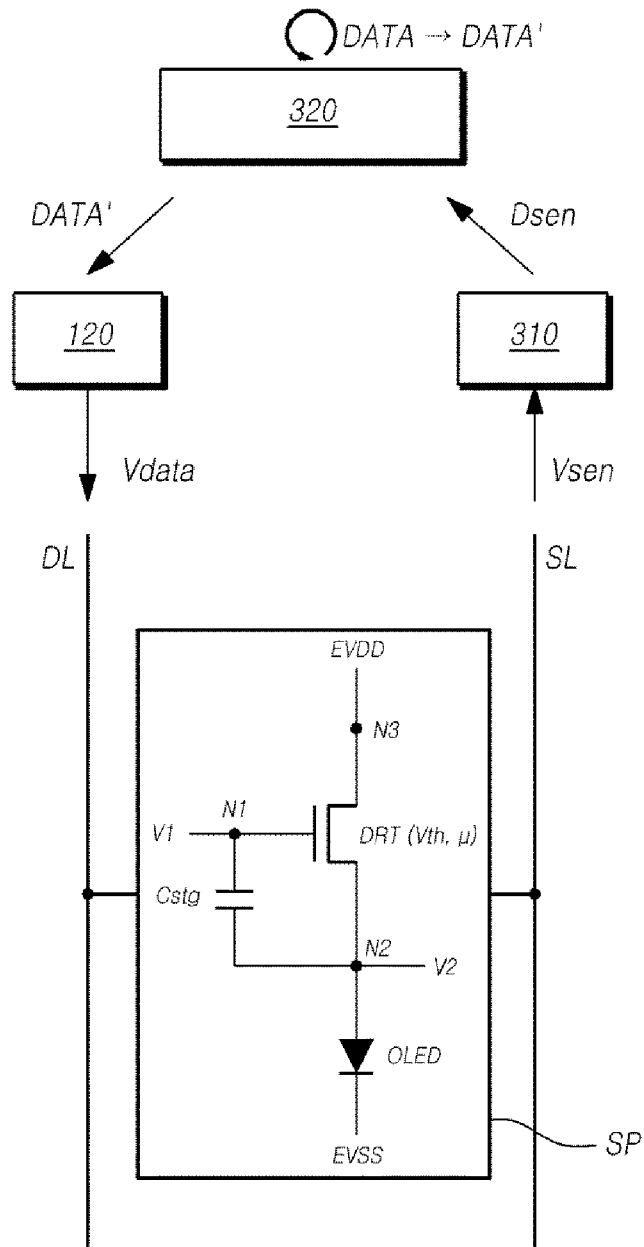 DATA → DATA'
320
DATA'
Dsen
120
310
Vdata
Vsen
DL
SL
EVDD
N3
N1
V1
DRT (Vth, μ)
Cstg
N2
V2
OLED
SP
EVSS